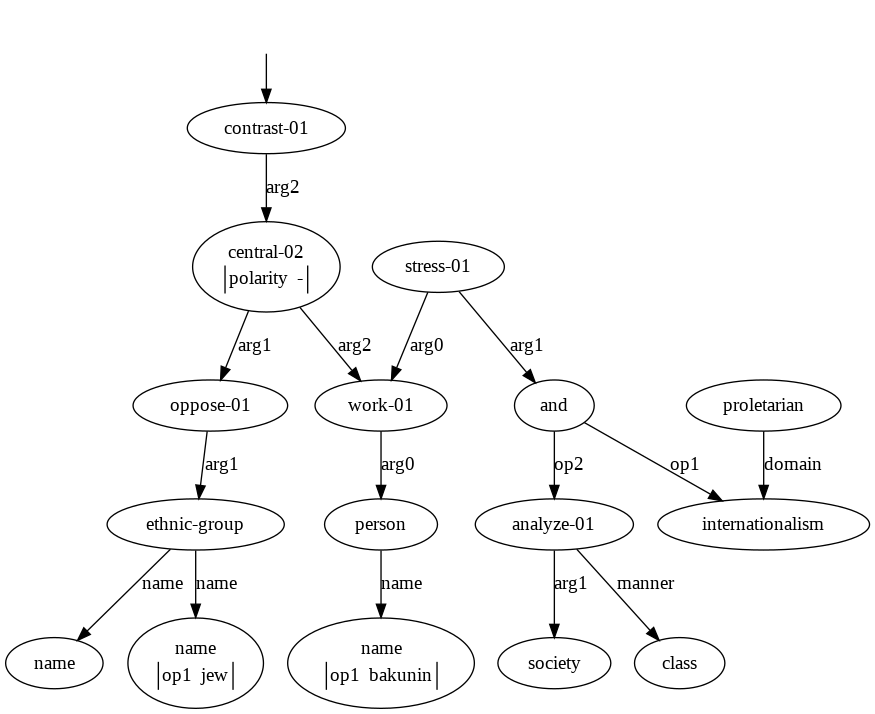 contrast-01
arg2
central-02
polarity -
stress-01
arg1
arg2
arg0
arg1
oppose-01
work-01
and
proletarian
arg1
arg0
op2
op1
domain
ethnic-group
person
analyze-01
internationalism
name
name
name
arg1
manner
name
name
op1 jew
name
op1 bakunin
society
class